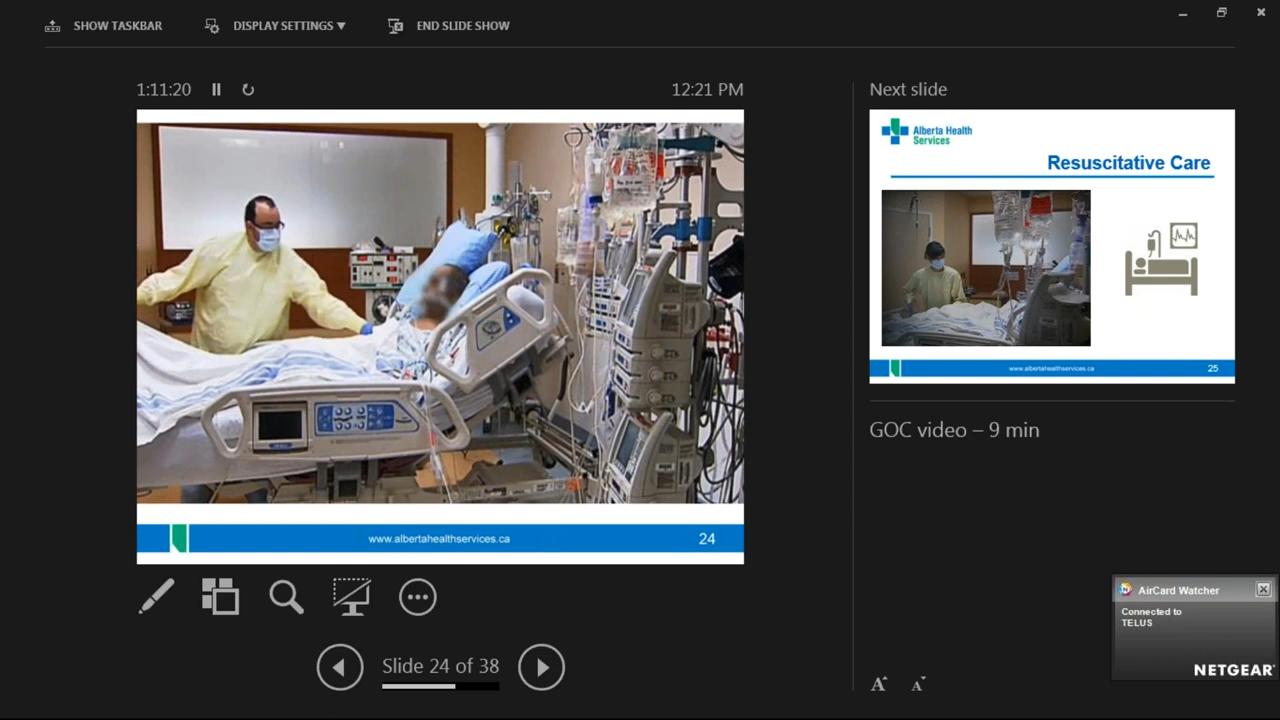 SHOW TASKBAR
DISPLAY SETTINGS ▼
END SLIDE SHOW
1:11:20
12:21 PM
www.albertahealthservices.ca
24
Slide 24 of 38
Next slide
Alberta Health
Services
Resuscitative Care
www.albertahealthservices.ca
25
GOC video – 9 min
A
A
AirCard Watcher
Connected to
TELUS
NETGEAR